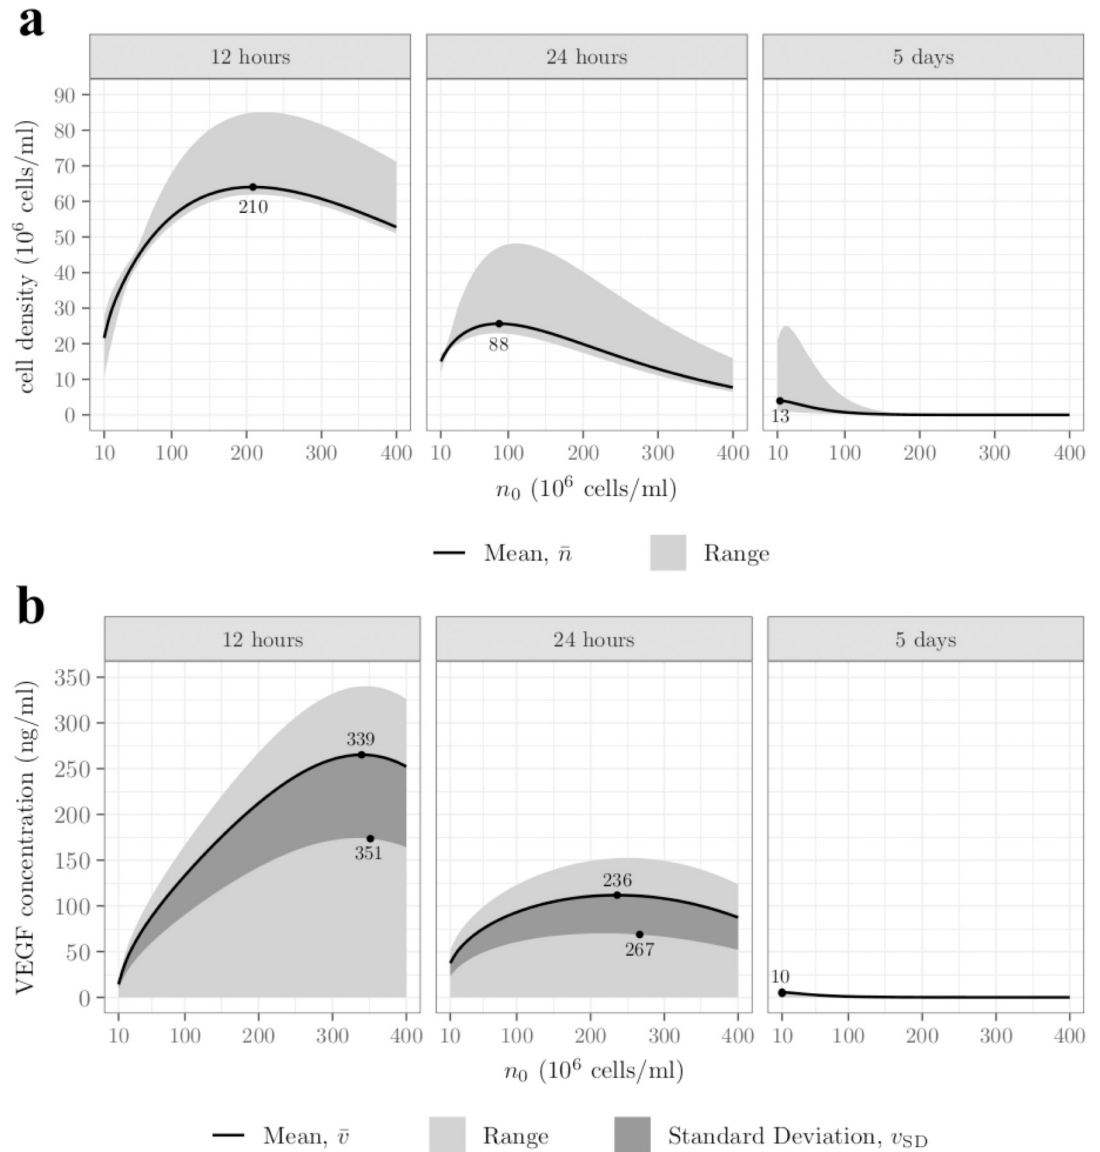 a
12 hours
24 hours
5 days
cell density (10⁶ cells/ml)
90
80
70
60
50
40
30
20
10
0
210
88
13
10 100 200 300 400
10 100 200 300 400
10 100 200 300 400
n₀ (10⁶ cells/ml)
Mean, n̄
Range
b
12 hours
24 hours
5 days
VEGF concentration (ng/ml)
350
300
250
200
150
100
50
0
339
351
236
267
10
10 100 200 300 400
10 100 200 300 400
10 100 200 300 400
n₀ (10⁶ cells/ml)
Mean, v̄
Range
Standard Deviation, v_SD